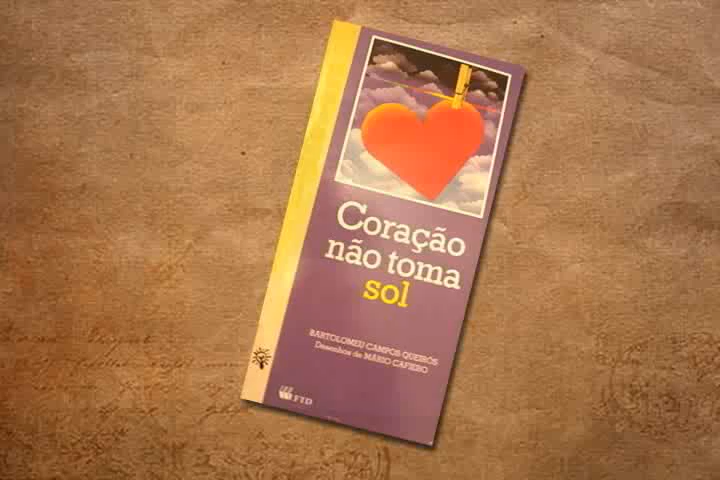 Coração
não toma
sol
BARTOLOMEU CAMPOS QUEIRÓS
Desenhos de MÁRIO CAFIERO
FTD